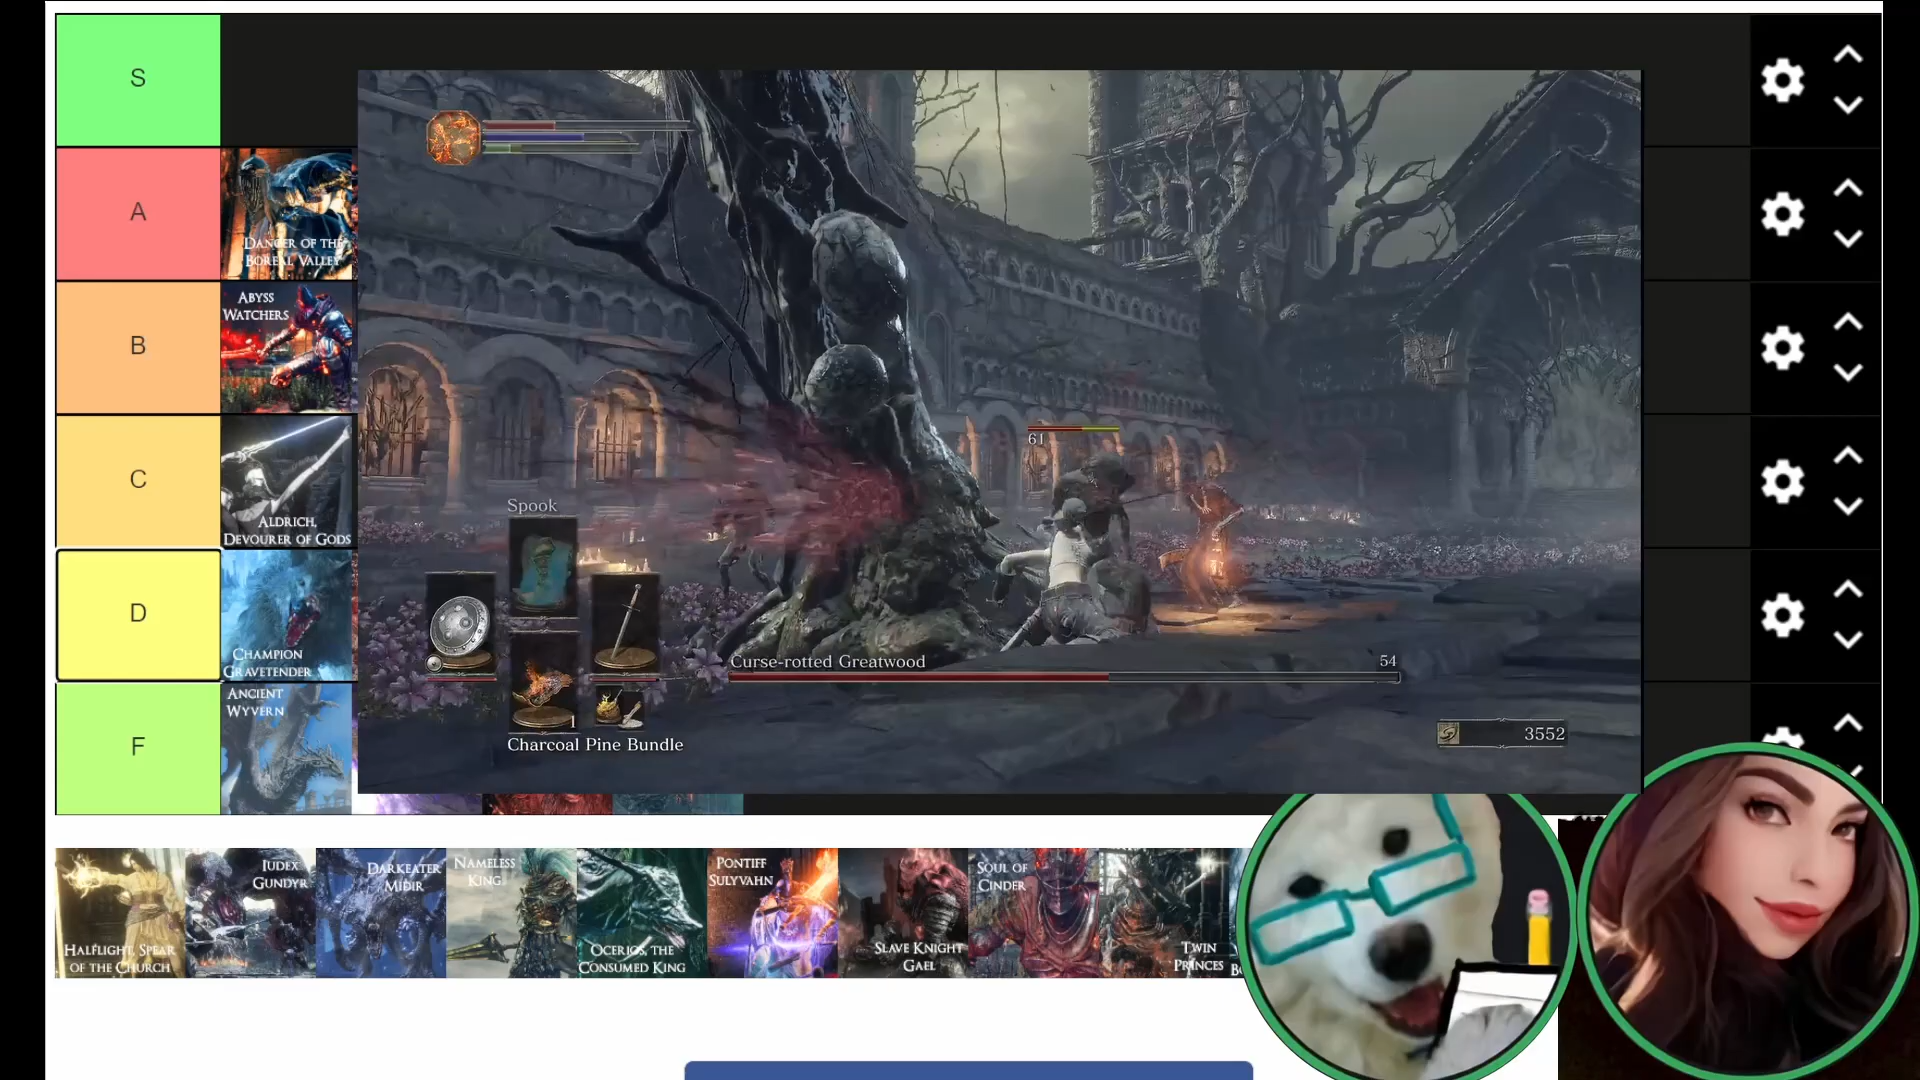 S
A
DANCER OF THE
BOREAL VALLEY
B
ABYSS
WATCHERS
C
ALDRICH,
DEVOURER OF GODS
D
CHAMPION
GRAVETENDER
F
ANCIENT
WYVERN
61
Spook
Curse-rotted Greatwood
54
1
Charcoal Pine Bundle
3552
HALFLIGHT, SPEAR
OF THE CHURCH
IUDEX
GUNDYR
DARKEATER
MIDIR
NAMELESS
KING
OCEROS, THE
CONSUMED KING
PONTIFF
SULYVAHN
SLAVE KNIGHT
GAEL
SOUL OF
CINDER
TWIN
PRINCES